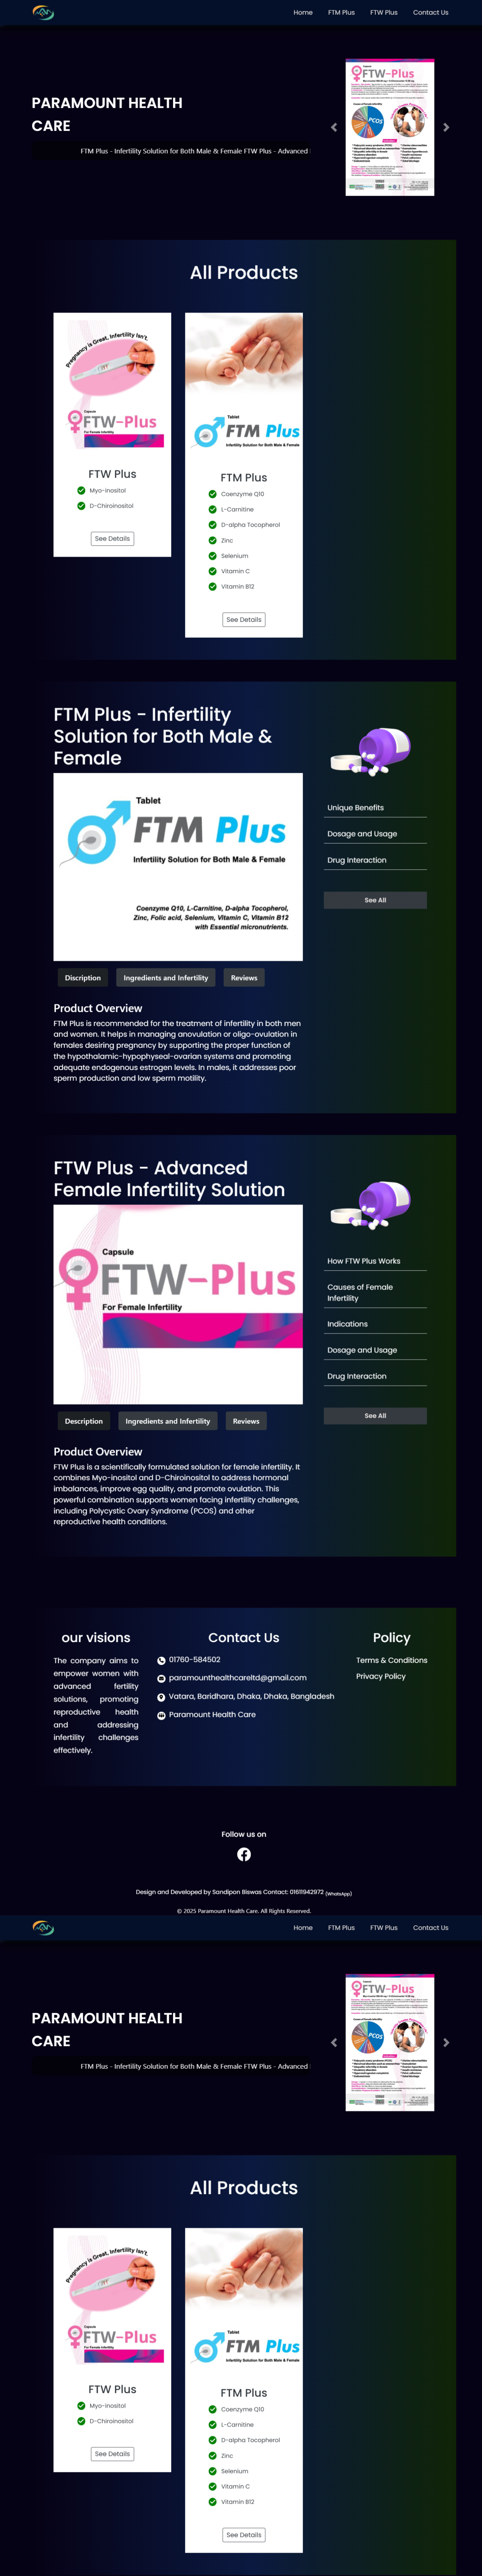 Home FTM Plus FTW Plus Contact Us
PARAMOUNT HEALTH
CARE
FTM Plus - Infertility Solution for Both Male & Female FTW Plus - Advanced
Capsule
FTW-Plus
PCOS
All Products
Pregnancy is Great, Infertility Isn't.
Capsule
FTW-Plus
For Female Infertility
FTW Plus
Myo-inositol
D-Chiroinositol
See Details
Tablet
FTM Plus
Infertility Solution for Both Male & Female
FTM Plus
Coenzyme Q10
L-Carnitine
D-alpha Tocopherol
Zinc
Selenium
Vitamin C
Vitamin B12
See Details
FTM Plus - Infertility
Solution for Both Male &
Female
Tablet
FTM Plus
Infertility Solution for Both Male & Female
Coenzyme Q10, L-Carnitine, D-alpha Tocopherol,
Zinc, Folic acid, Selenium, Vitamin C, Vitamin B12
with Essential micronutrients.
Discription Ingredients and Infertility Reviews
Product Overview
FTM Plus is recommended for the treatment of infertility in both men
and women. It helps in managing anovulation or oligo-ovulation in
females desiring pregnancy by supporting the proper function of
the hypothalamic-hypophyseal-ovarian systems and promoting
adequate endogenous estrogen levels. In males, it addresses poor
sperm production and low sperm motility.
Unique Benefits
Dosage and Usage
Drug Interaction
See All
FTW Plus - Advanced
Female Infertility Solution
Capsule
FTW-Plus
For Female Infertility
Description Ingredients and Infertility Reviews
Product Overview
FTW Plus is a scientifically formulated solution for female infertility. It
combines Myo-inositol and D-Chiroinositol to address hormonal
imbalances, improve egg quality, and promote ovulation. This
powerful combination supports women facing infertility challenges,
including Polycystic Ovary Syndrome (PCOS) and other
reproductive health conditions.
How FTW Plus Works
Causes of Female
Infertility
Indications
Dosage and Usage
Drug Interaction
See All
our visions
The company aims to
empower women with
advanced fertility
solutions, promoting
reproductive health
and addressing
infertility challenges
effectively.
Contact Us
01760-584502
paramounthealthcareltd@gmail.com
Vatara, Baridhara, Dhaka, Dhaka, Bangladesh
Paramount Health Care
Policy
Terms & Conditions
Privacy Policy
Follow us on
Design and Developed by Sandipon Biswas Contact: 01611942972 (WhatsApp)
© 2025 Paramount Health Care. All Rights Reserved.
Home FTM Plus FTW Plus Contact Us
PARAMOUNT HEALTH
CARE
FTM Plus - Infertility Solution for Both Male & Female FTW Plus - Advanced
Capsule
FTW-Plus
PCOS
All Products
Pregnancy is Great, Infertility Isn't.
Capsule
FTW-Plus
For Female Infertility
FTW Plus
Myo-inositol
D-Chiroinositol
See Details
Tablet
FTM Plus
Infertility Solution for Both Male & Female
FTM Plus
Coenzyme Q10
L-Carnitine
D-alpha Tocopherol
Zinc
Selenium
Vitamin C
Vitamin B12
See Details